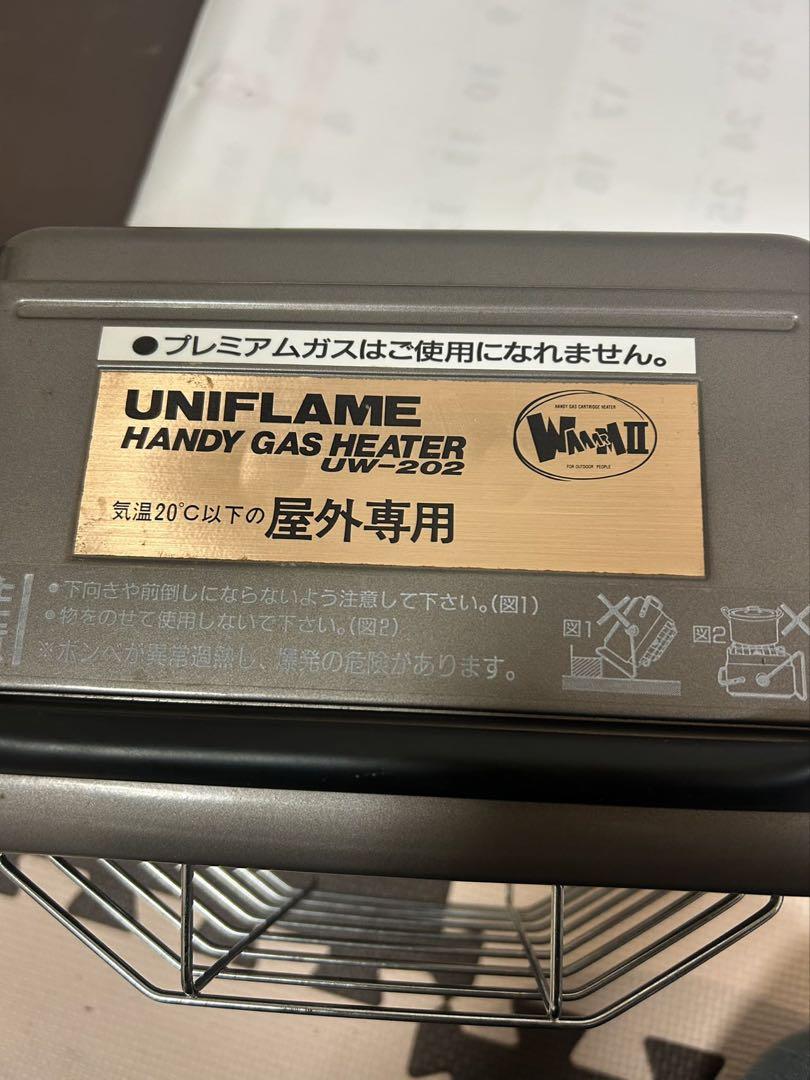 ●プレミアムガスはご使用になれません。
UNIFLAME
HANDY GAS HEATER
UW-202
HANDY GAS CARTRIDGE HEATER
WAAARM II
FOR OUTDOOR PEOPLE
気温20℃以下の屋外専用
●下向きや前倒しにならないよう注意して下さい。(図1)
●物をのせて使用しないで下さい。(図2)
※ボンベが異常過熱し、爆発の危険があります。
図1
図2